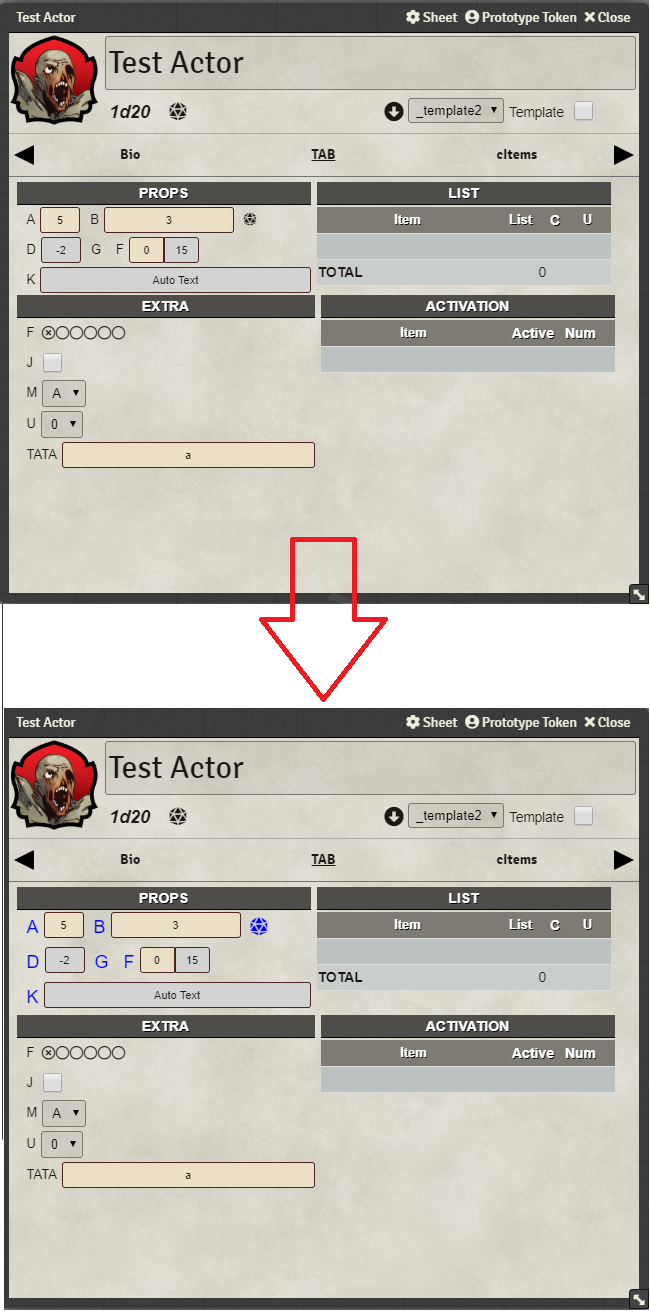 Test Actor Sheet Prototype Token Close
Test Actor
1d20 _template2 Template
Bio TAB cItems
PROPS LIST
A 5 B 3 Item List C U
D -2 G F 0 15
K Auto Text TOTAL 0
EXTRA ACTIVATION
F Item Active Num
J
M A
U 0
TATA a
Test Actor Sheet Prototype Token Close
Test Actor
1d20 _template2 Template
Bio TAB cItems
PROPS LIST
A 5 B 3 Item List C U
D -2 G F 0 15
K Auto Text TOTAL 0
EXTRA ACTIVATION
F Item Active Num
J
M A
U 0
TATA a